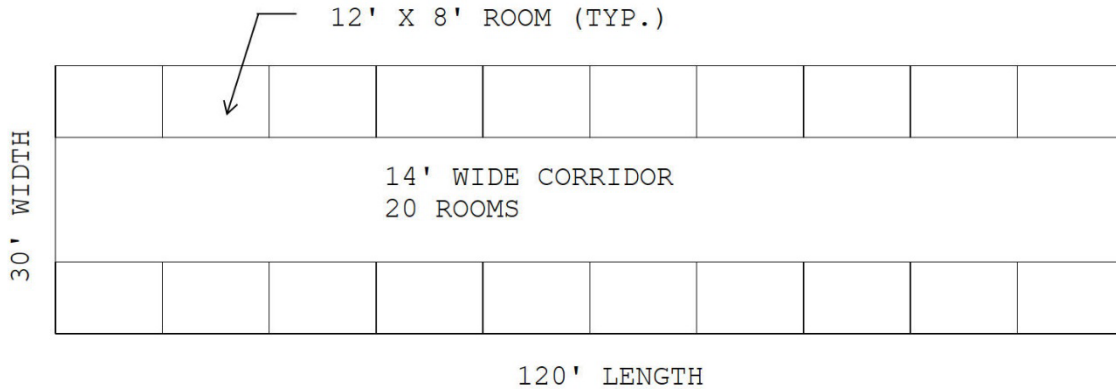 12' X 8' ROOM (TYP.)
30' WIDTH
14' WIDE CORRIDOR
20 ROOMS
120' LENGTH